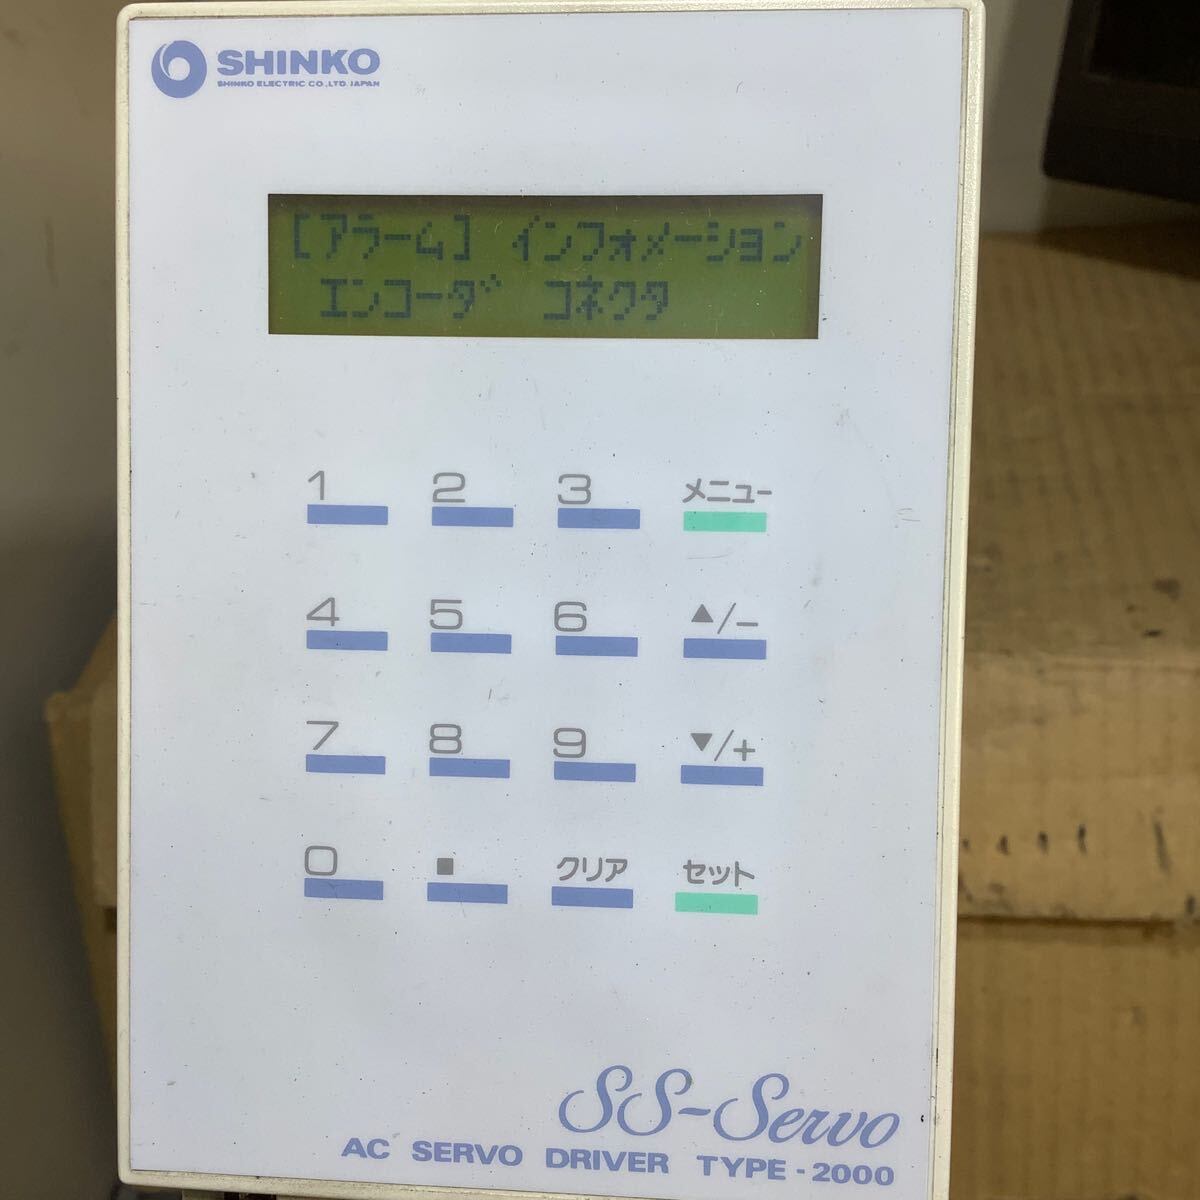 SHINKO
SHINKO ELECTRIC CO.,LTD. JAPAN
[アラーム] インフォメーション
エンコーダ コネクタ
1 2 3 メニュー
4 5 6 ▲/−
7 8 9 ▼/+
0 ■ クリア セット
SS-Servo
AC SERVO DRIVER TYPE-2000